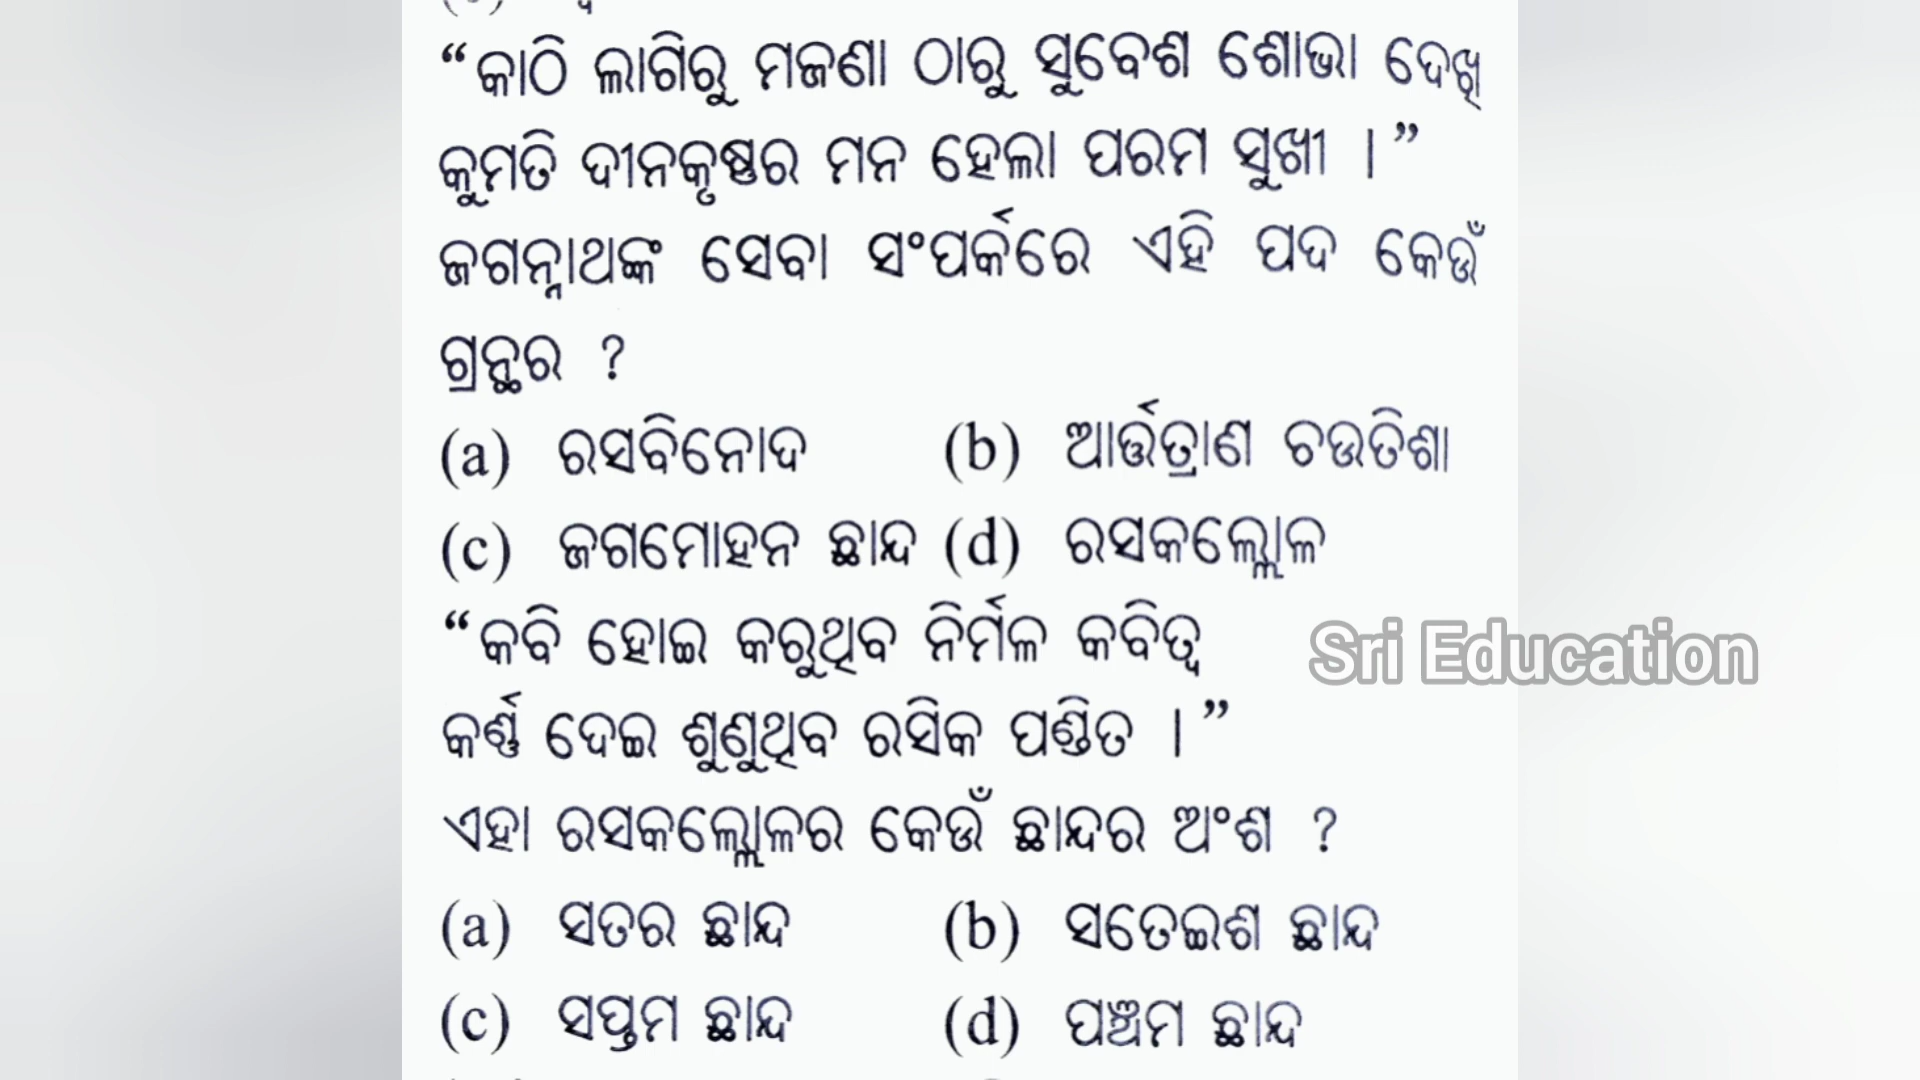 “କାଠି ଲାଗିରୁ ମଜଣା ଠାରୁ ସୁବେଶ ଶୋଭା ଦେଖି
କୁମତି ଦୀନକୃଷ୍ଣର ମନ ହେଲା ପରମ ସୁଖୀ ।”
ଜଗନ୍ନାଥଙ୍କ ସେବା ସଂପର୍କରେ ଏହି ପଦ କେଉଁ
ଗ୍ରନ୍ଥର ?
(a) ରସବିନୋଦ (b) ଆର୍ତ୍ତତ୍ରାଣ ଚଉତିଶା
(c) ଜଗମୋହନ ଛାନ୍ଦ (d) ରସକଲ୍ଲୋଳ
“କବି ହୋଇ କରୁଥିବ ନିର୍ମଳ କବିତ୍ୱ
Sri Education
କର୍ଣ୍ଣ ଦେଇ ଶୁଣୁଥିବ ରସିକ ପଣ୍ଡିତ ।”
ଏହା ରସକଲ୍ଲୋଳର କେଉଁ ଛାନ୍ଦର ଅଂଶ ?
(a) ସତର ଛାନ୍ଦ (b) ସତେଇଶ ଛାନ୍ଦ
(c) ସପ୍ତମ ଛାନ୍ଦ (d) ପଞ୍ଚମ ଛାନ୍ଦ